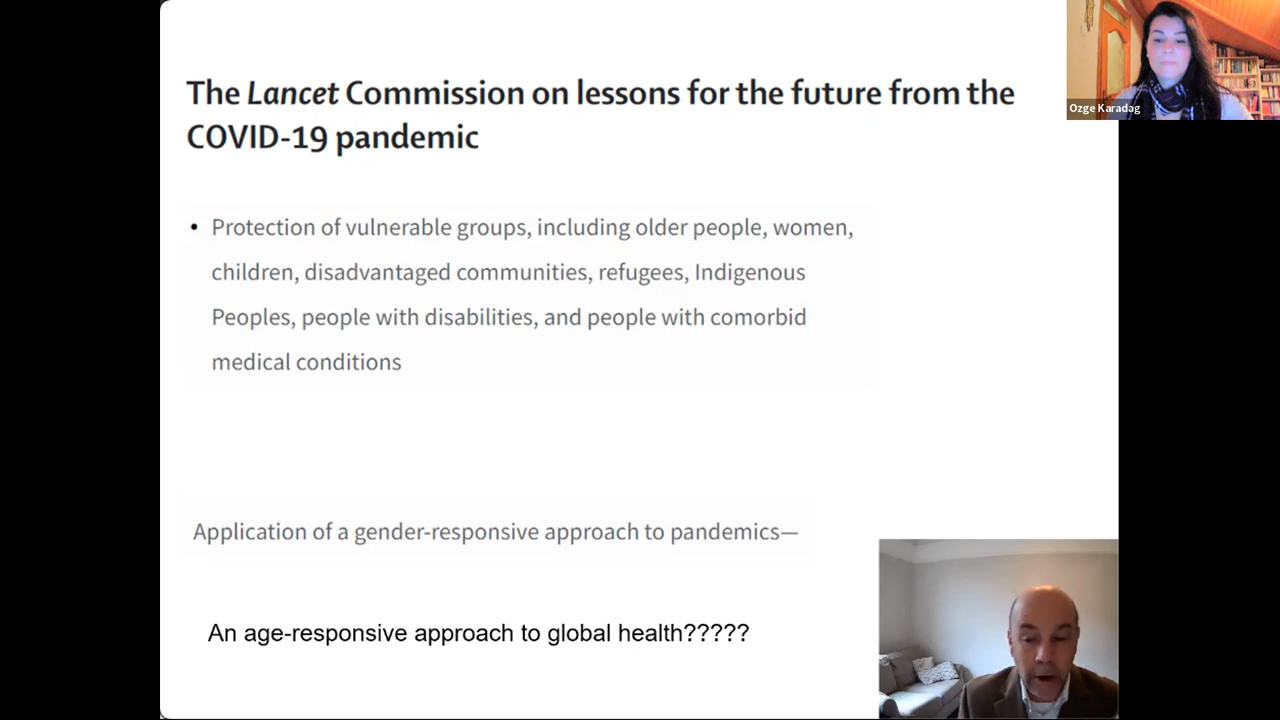 The Lancet Commission on lessons for the future from the
COVID-19 pandemic
Ozge Karadag
• Protection of vulnerable groups, including older people, women,
children, disadvantaged communities, refugees, Indigenous
Peoples, people with disabilities, and people with comorbid
medical conditions
Application of a gender-responsive approach to pandemics—
An age-responsive approach to global health?????